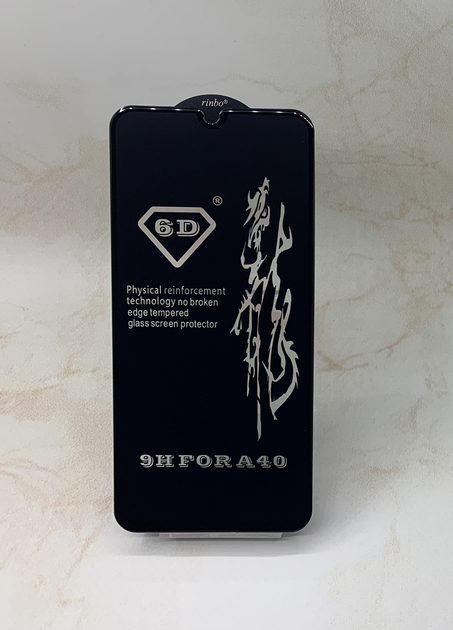 rinbo®
6D®
Physical reinforcement
technology no broken
edge tempered
glass screen protector
9H FOR A40